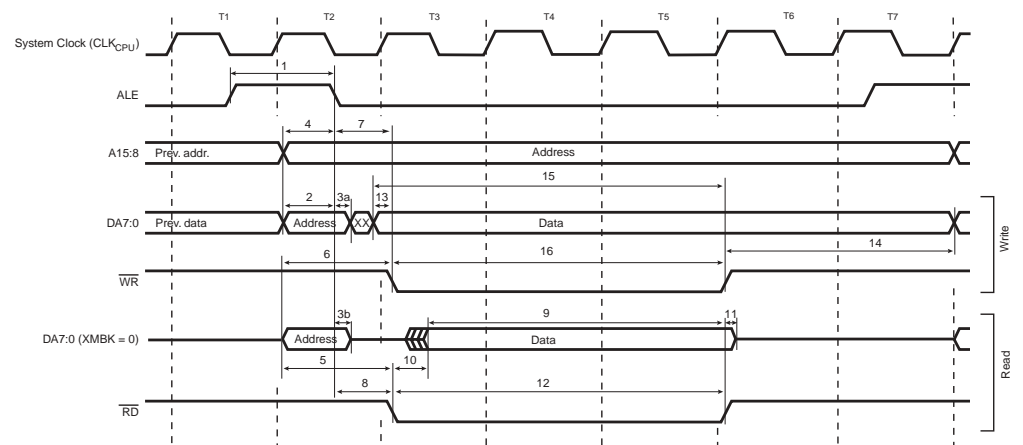 T1 T2 T3 T4 T5 T6 T7
System Clock (CLKCPU)
1
ALE
4 7
A15:8 Prev. addr. Address
15
2 3a 13
DA7:0 Prev. data Address XX Data
14
6 16
WR
Write
3b 9 11
DA7:0 (XMBK = 0) Address Data
5 10
8 12
RD
Read